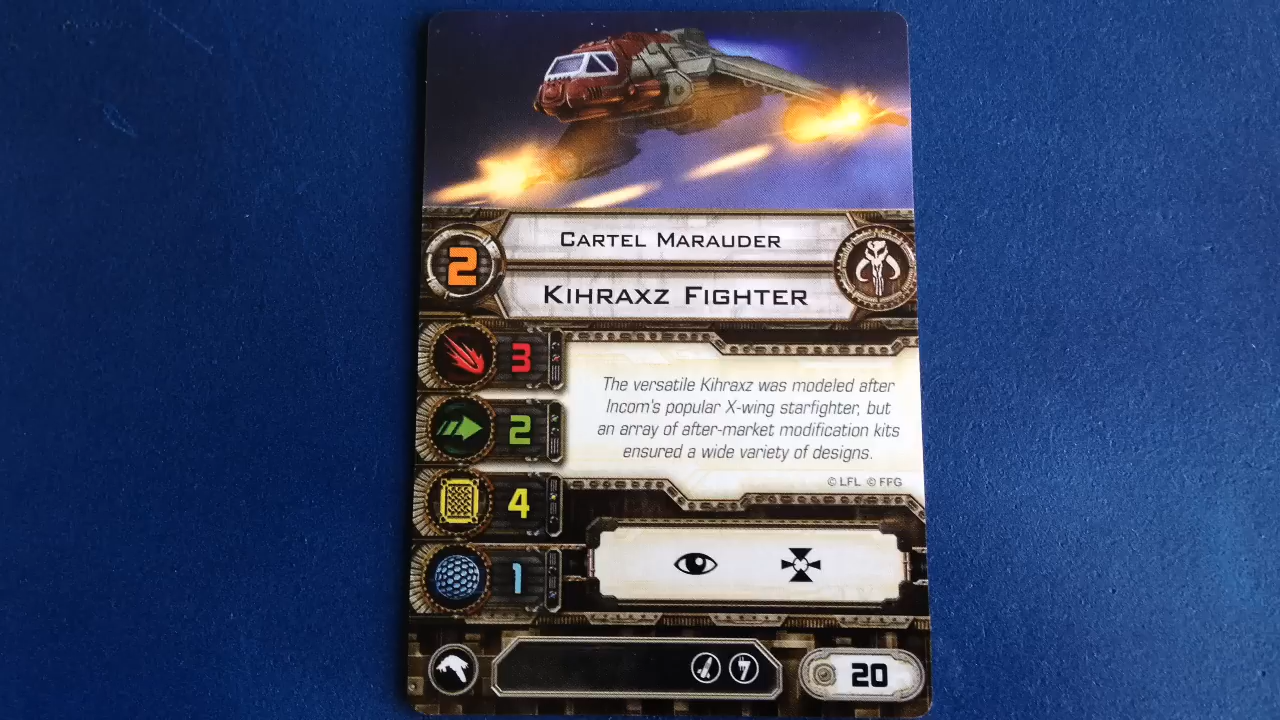 Cartel Marauder
2
Kihraxz Fighter
3
The versatile Kihraxz was modeled after
Incom's popular X-wing starfighter, but
an array of after-market modification kits
ensured a wide variety of designs.
2
© LFL © FFG
4
1
20